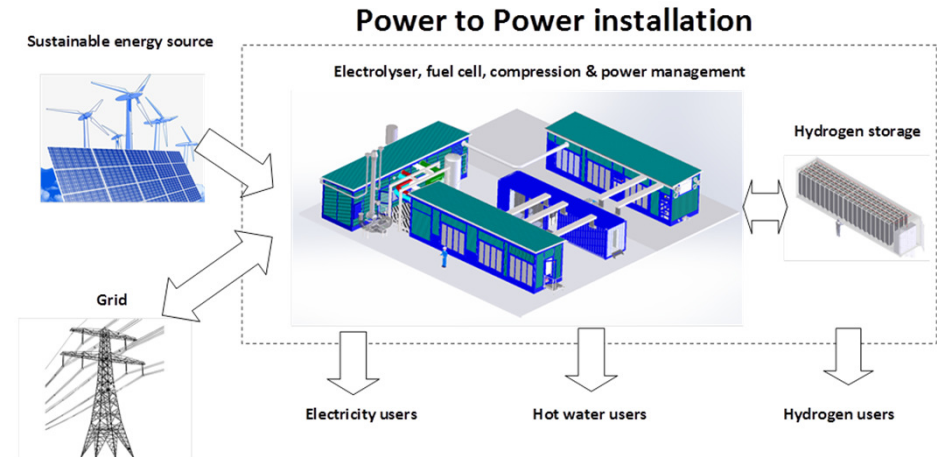 Power to Power installation
Sustainable energy source
Electrolyser, fuel cell, compression & power management
Hydrogen storage
Grid
Electricity users
Hot water users
Hydrogen users